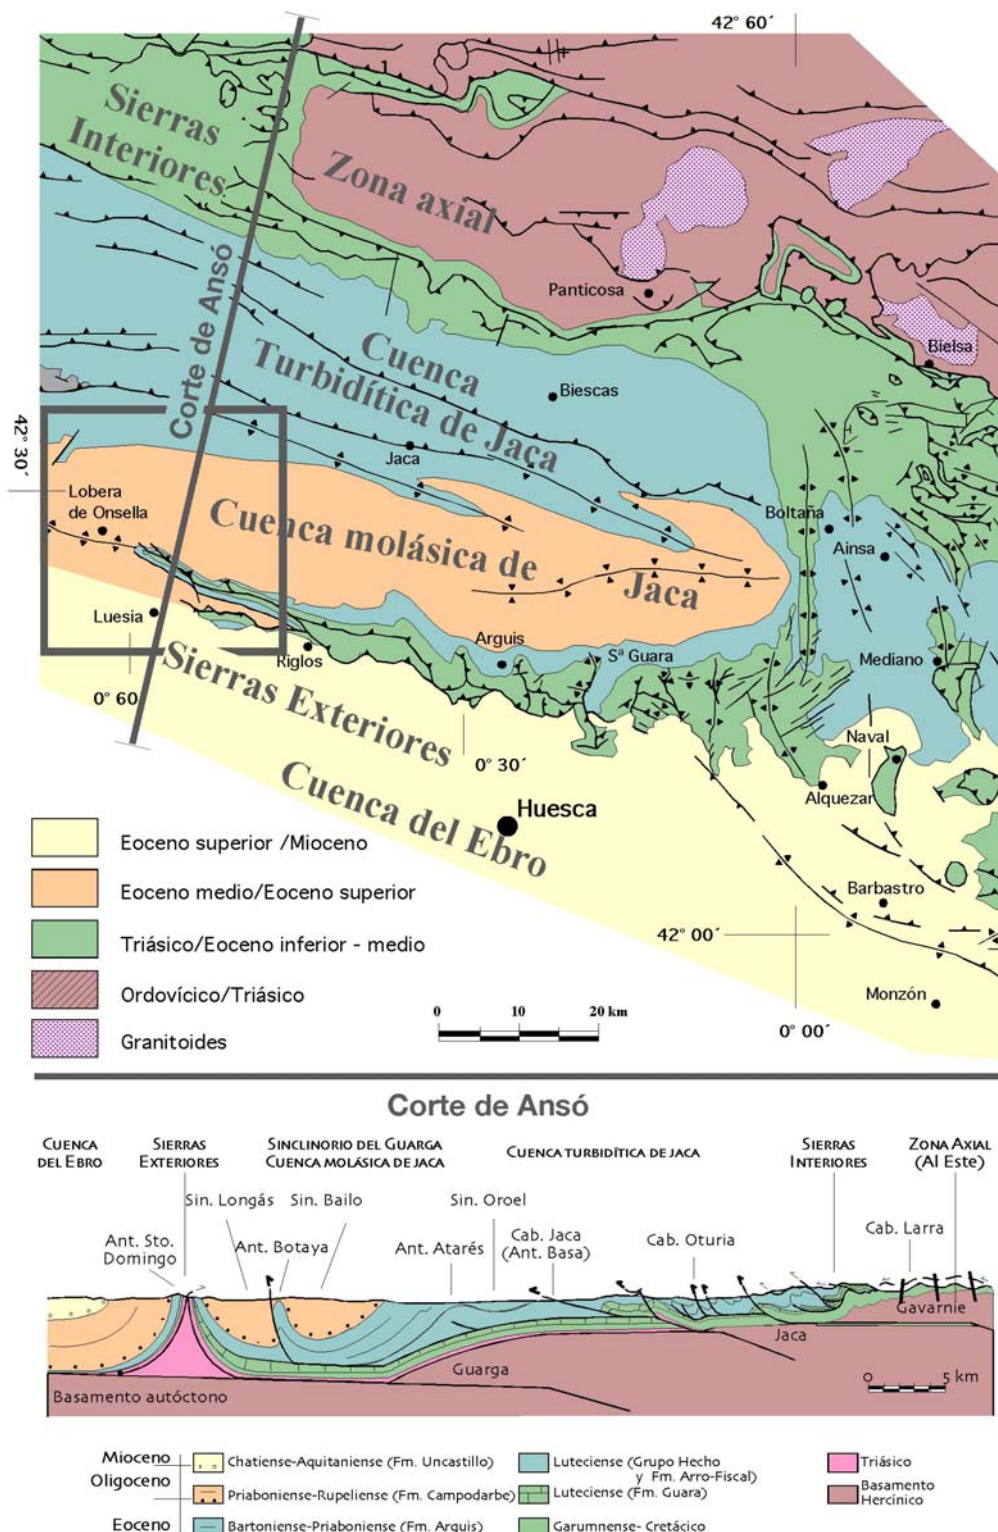 42° 60´
Sierras
Interiores
1
Zona axial
Corte de Ansó
Panticosa
Bielsa
Cuenca
Turbidítica de Jaca
Biescas
42° 30´
Jaca
Lobera
de Onsella
Cuenca molásica de
Jaca
Boltaña
Ainsa
Luesia
Riglos
Arguis
Sª Guara
Mediano
0° 60´
Sierras Exteriores
0° 30´
Naval
Alquezar
Cuenca del Ebro
Huesca
Barbastro
42° 00´
Monzón
0° 00´
Eoceno superior /Mioceno
Eoceno medio/Eoceno superior
Triásico/Eoceno inferior - medio
Ordovícico/Triásico
Granitoides
0 10 20 km
Corte de Ansó
CUENCA
DEL EBRO
SIERRAS
EXTERIORES
SINCLINORIO DEL GUARGA
CUENCA MOLÁSICA DE JACA
CUENCA TURBIDÍTICA DE JACA
SIERRAS
INTERIORES
ZONA AXIAL
(Al Este)
Ant. Sto.
Domingo
Sin. Longás
Ant. Botaya
Sin. Bailo
Ant. Atarés
Sin. Oroel
Cab. Jaca
(Ant. Basa)
Cab. Oturia
Cab. Larra
Gavarnie
Jaca
Guarga
Basamento autóctono
0 5 km
Mioceno
Oligoceno
Eoceno
Chatiense-Aquitaniense (Fm. Uncastillo)
Priaboniense-Rupeliense (Fm. Campodarbe)
Bartoniense-Priaboniense (Fm. Arguis)
Luteciense (Grupo Hecho
y Fm. Arro-Fiscal)
Luteciense (Fm. Guara)
Garumnense- Cretácico
Triásico
Basamento
Hercínico